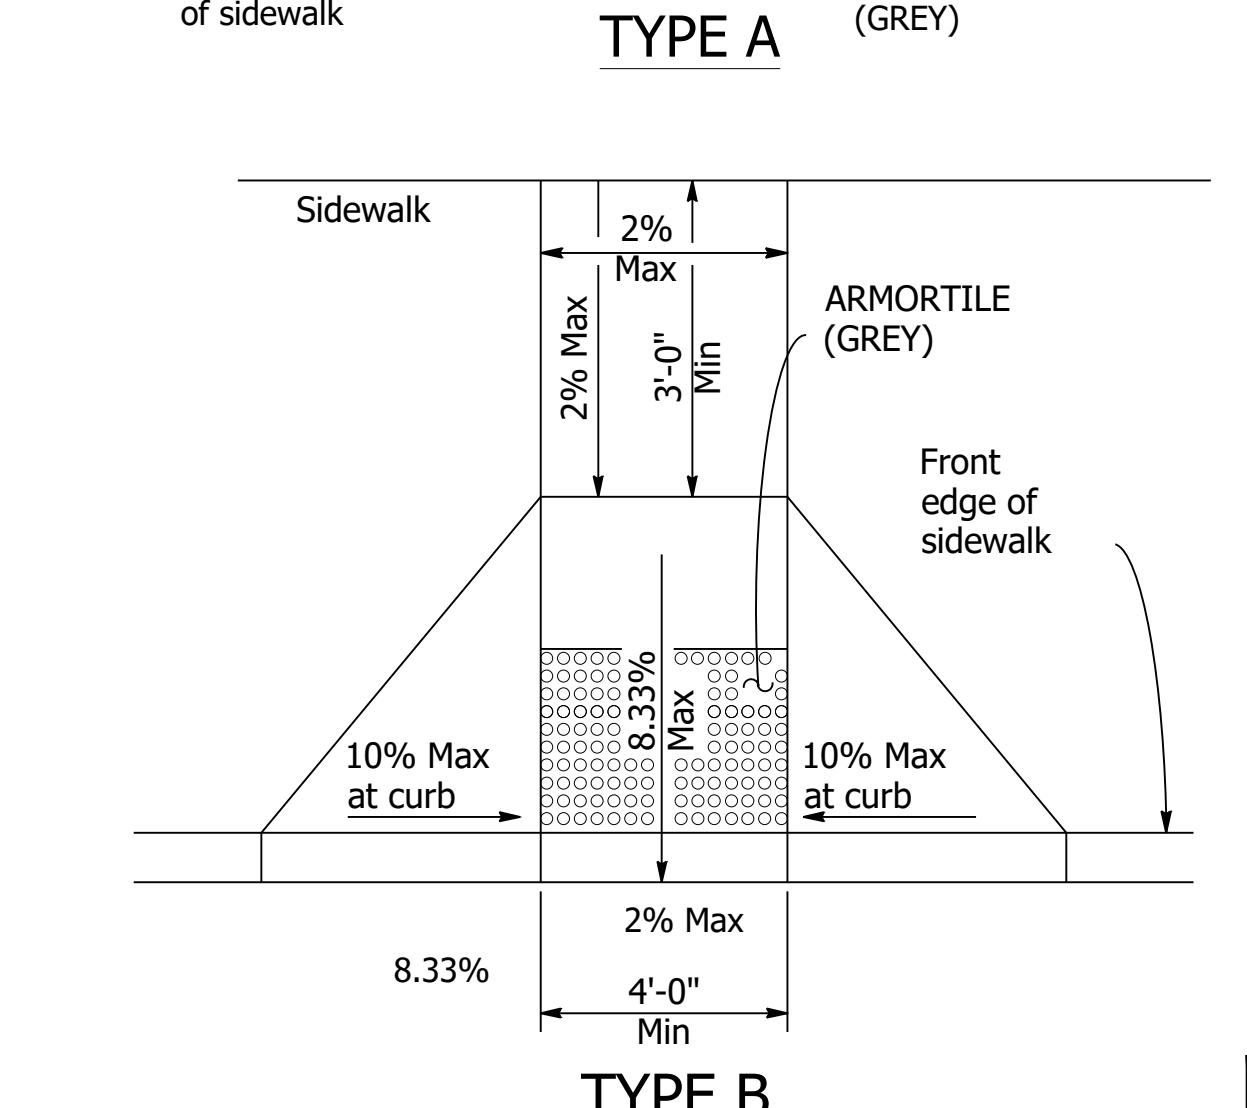 of sidewalk
TYPE A
(GREY)
Sidewalk
2%
Max
2% Max
3'-0"
Min
ARMORTILE
(GREY)
Front
edge of
sidewalk
8.33%
Max
10% Max
at curb
10% Max
at curb
2% Max
8.33%
4'-0"
Min
TYPE B